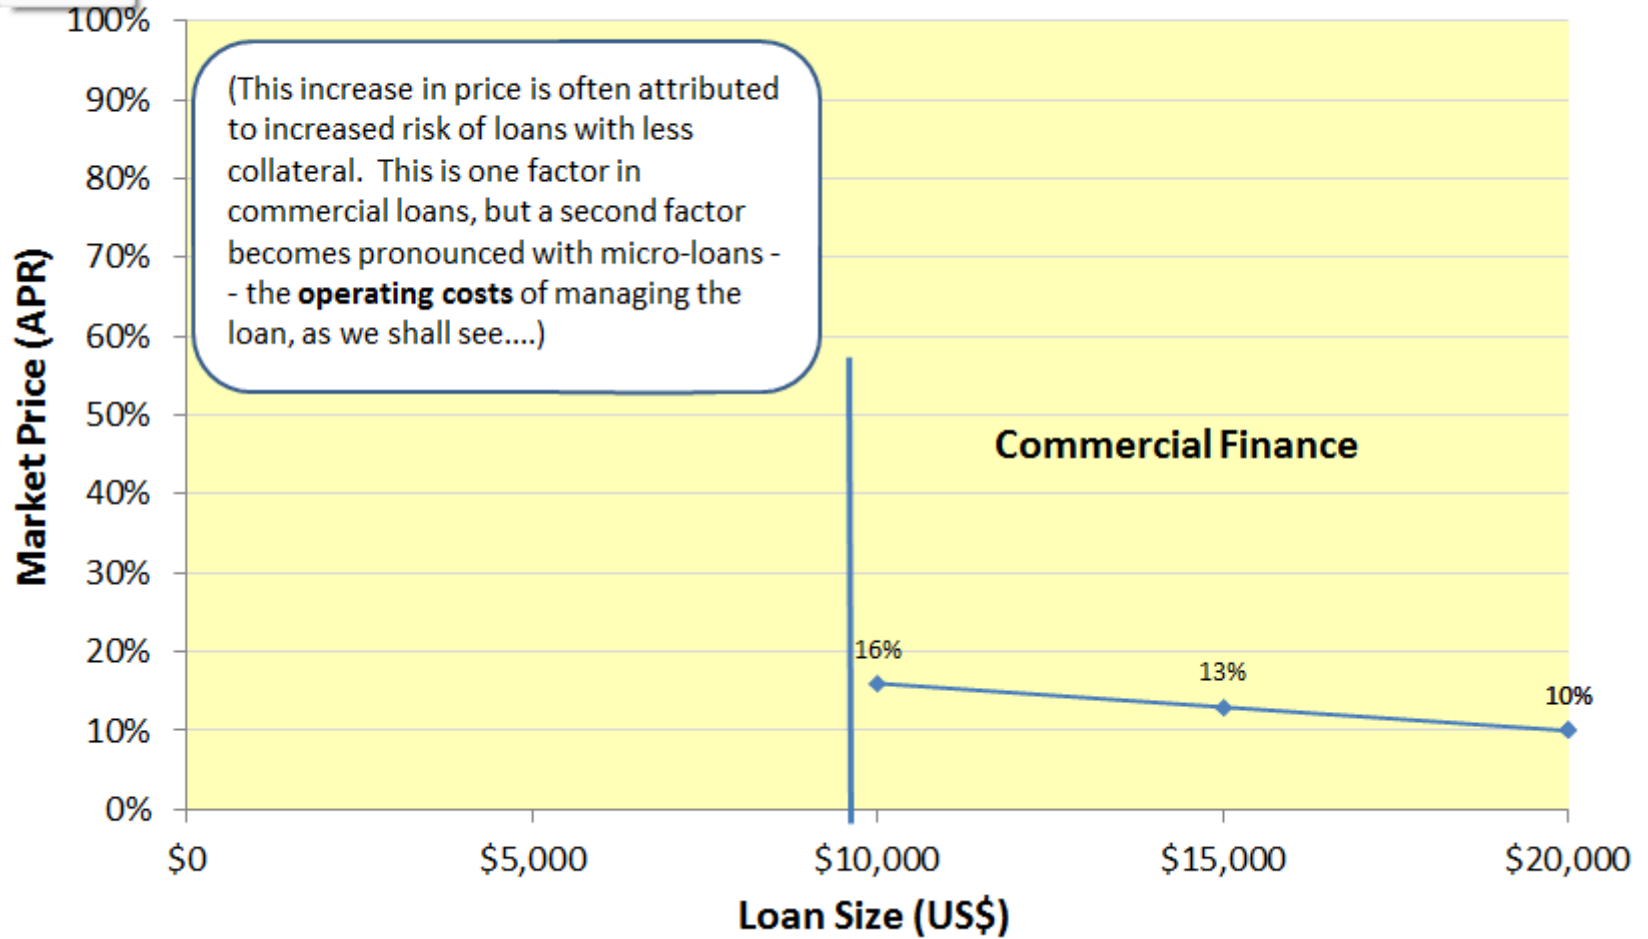 100%
90%
80%
70%
60%
50%
40%
30%
20%
10%
0%
Market Price (APR)
(This increase in price is often attributed
to increased risk of loans with less
collateral.  This is one factor in
commercial loans, but a second factor
becomes pronounced with micro-loans -
- the operating costs of managing the
loan, as we shall see....)
Commercial Finance
16%
13%
10%
$0
$5,000
$10,000
$15,000
$20,000
Loan Size (US$)